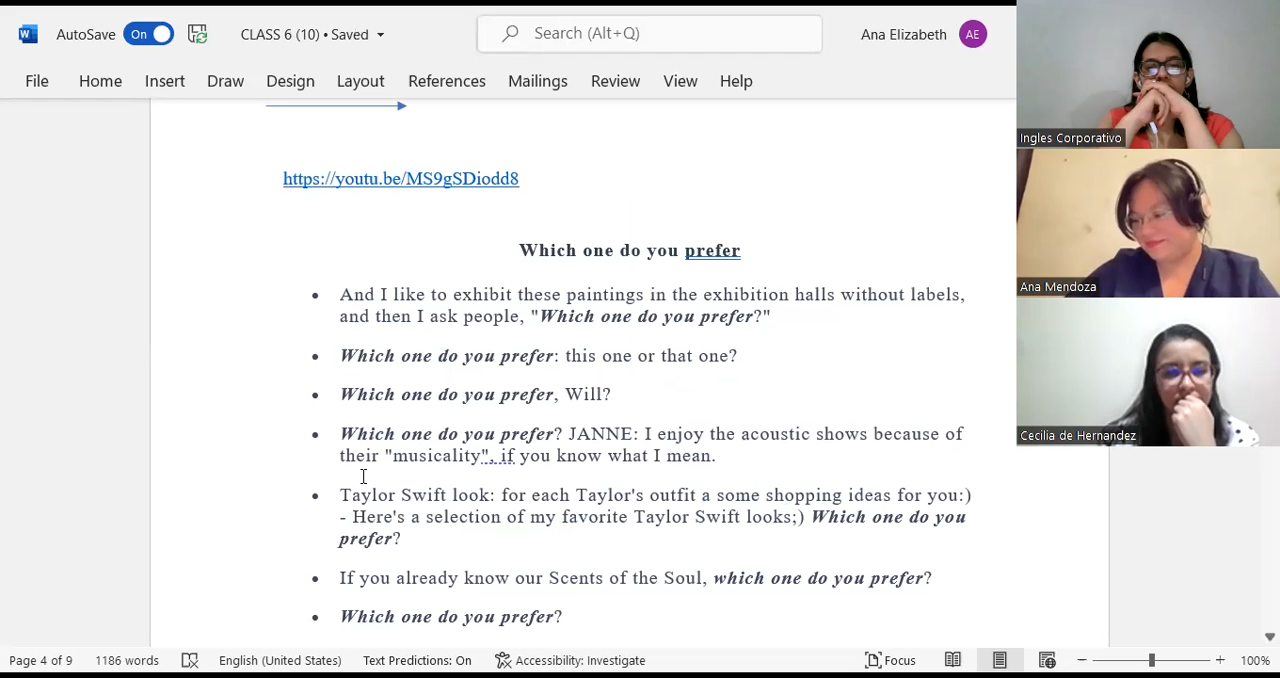 AutoSave On CLASS 6 (10) • Saved Search (Alt+Q) Ana Elizabeth AE
File Home Insert Draw Design Layout References Mailings Review View Help
https://youtu.be/MS9gSDiodd8
Which one do you prefer
And I like to exhibit these paintings in the exhibition halls without labels,
and then I ask people, "Which one do you prefer?"
Which one do you prefer: this one or that one?
Which one do you prefer, Will?
Which one do you prefer? JANNE: I enjoy the acoustic shows because of
their "musicality", if you know what I mean.
Taylor Swift look: for each Taylor's outfit a some shopping ideas for you:)
- Here's a selection of my favorite Taylor Swift looks;) Which one do you
prefer?
If you already know our Scents of the Soul, which one do you prefer?
Which one do you prefer?
Page 4 of 9 1186 words English (United States) Text Predictions: On Accessibility: Investigate Focus 100%
Ingles Corporativo
Ana Mendoza
Cecilia de Hernandez